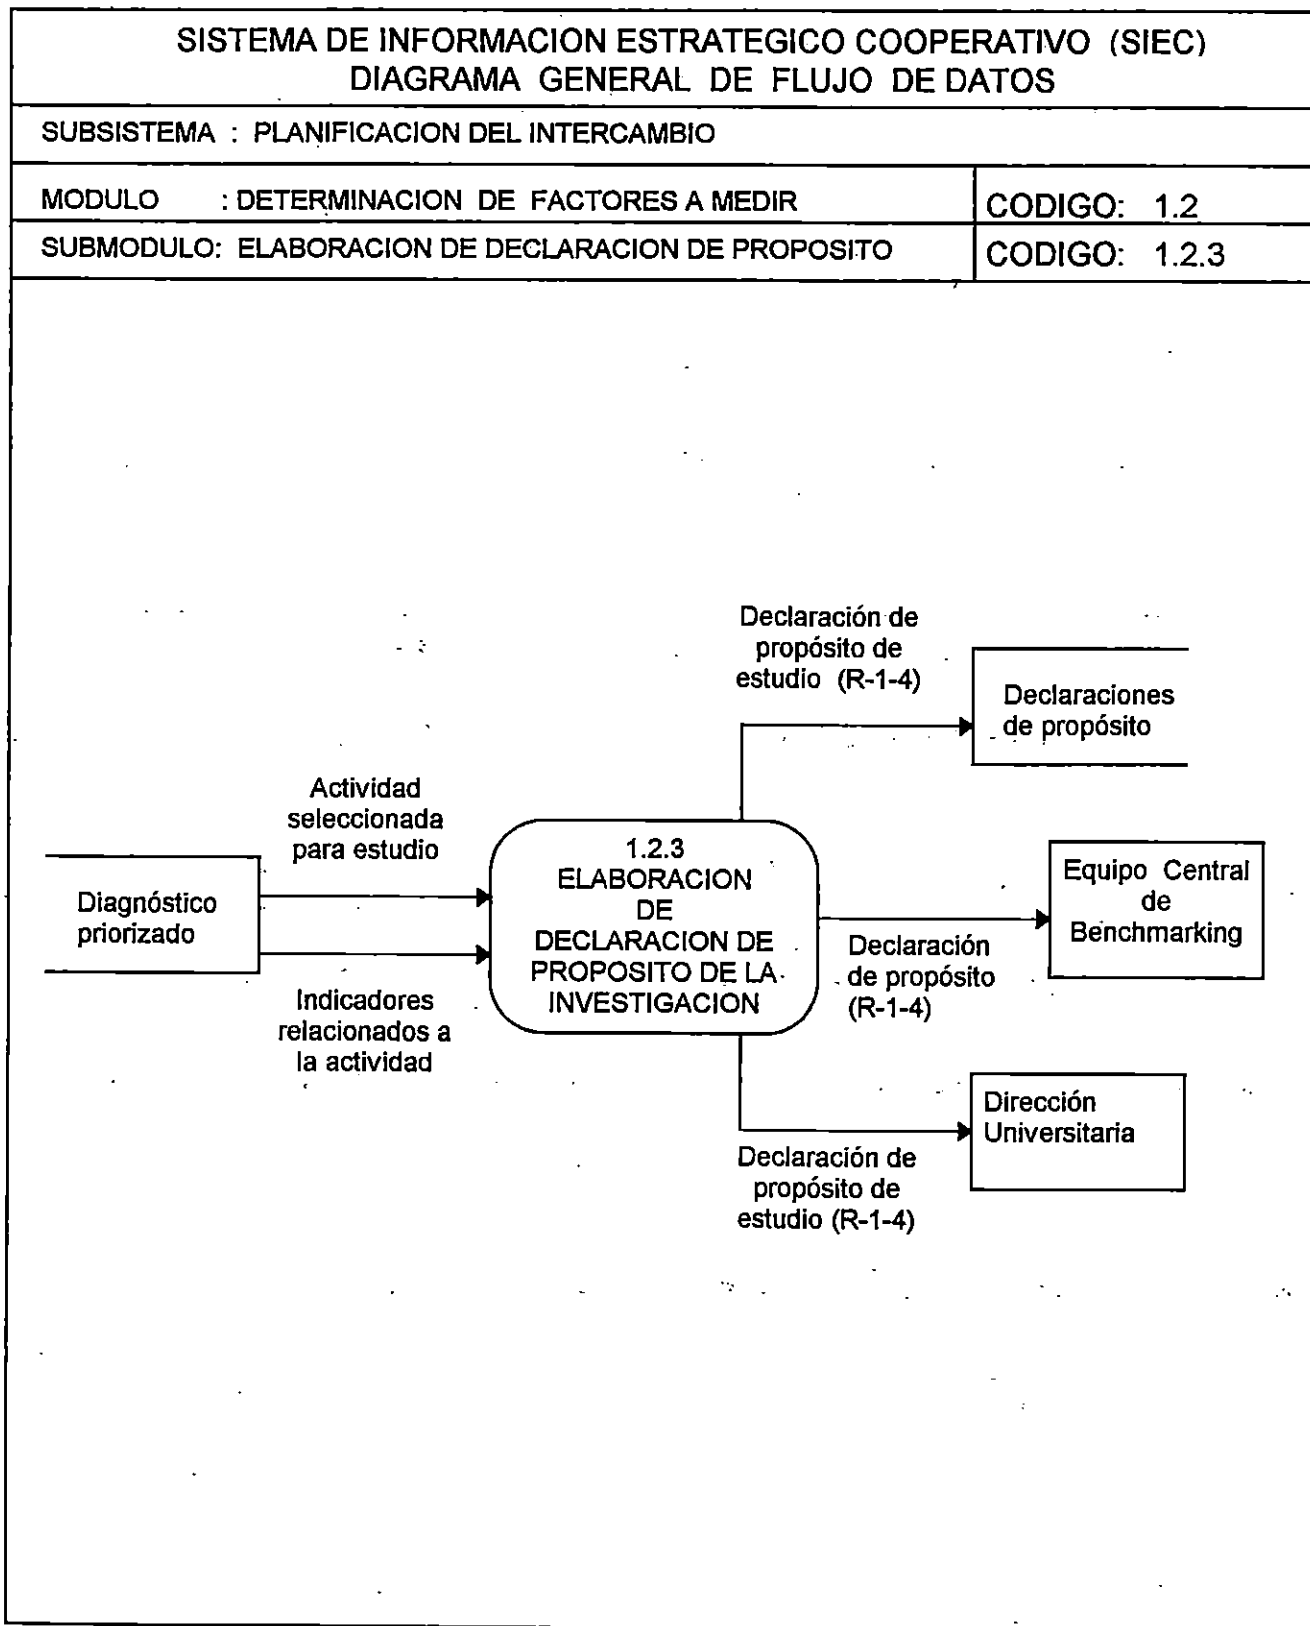 SISTEMA DE INFORMACION ESTRATEGICO COOPERATIVO (SIEC)
DIAGRAMA GENERAL DE FLUJO DE DATOS
SUBSISTEMA : PLANIFICACION DEL INTERCAMBIO
MODULO : DETERMINACION DE FACTORES A MEDIR
CODIGO: 1.2
SUBMODULO: ELABORACION DE DECLARACION DE PROPOSITO
CODIGO: 1.2.3
Declaración de
propósito de
estudio (R-1-4)
Declaraciones
de propósito
Actividad
seleccionada
para estudio
Diagnóstico
priorizado
Indicadores
relacionados a
la actividad
1.2.3
ELABORACION
DE
DECLARACION DE
PROPOSITO DE LA
INVESTIGACION
Declaración
de propósito
(R-1-4)
Equipo Central
de
Benchmarking
Declaración de
propósito de
estudio (R-1-4)
Dirección
Universitaria